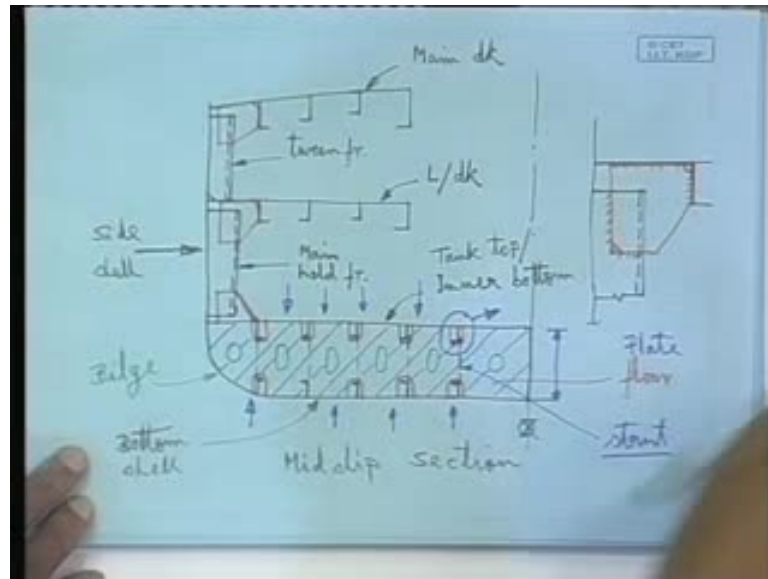 Main dk
tween fr.
L/dk
side
shell
Main
hold fr.
Tank top/
Inner bottom
Plate
floor
Bilge
Bottom
shell
Midship section
strut